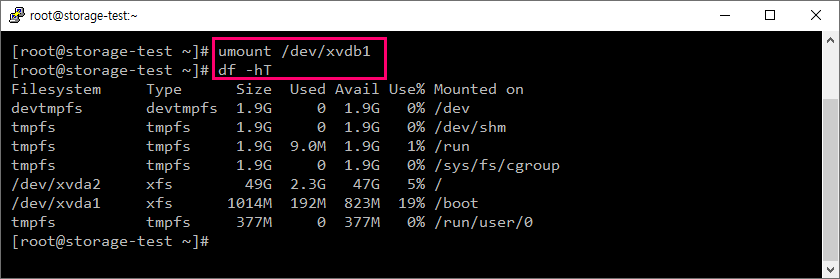 root@storage-test:~
[root@storage-test ~]# umount /dev/xvdb1
[root@storage-test ~]# df -hT
Filesystem     Type      Size  Used Avail Use% Mounted on
devtmpfs       devtmpfs  1.9G     0  1.9G   0% /dev
tmpfs          tmpfs     1.9G     0  1.9G   0% /dev/shm
tmpfs          tmpfs     1.9G  9.0M  1.9G   1% /run
tmpfs          tmpfs     1.9G     0  1.9G   0% /sys/fs/cgroup
/dev/xvda2     xfs        49G  2.3G   47G   5% /
/dev/xvda1     xfs      1014M  192M  823M  19% /boot
tmpfs          tmpfs     377M     0  377M   0% /run/user/0
[root@storage-test ~]#